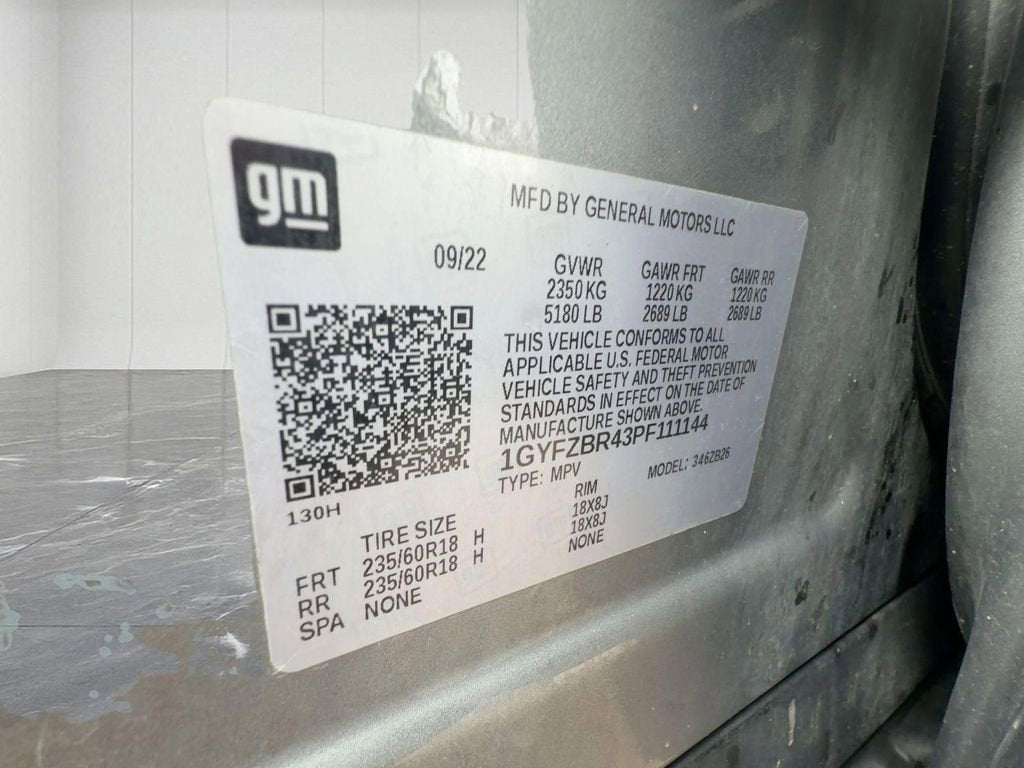 gm
MFD BY GENERAL MOTORS LLC
09/22 GVWR GAWR FRT GAWR RR
2350 KG 1220 KG 1220 KG
5180 LB 2689 LB 2689 LB
THIS VEHICLE CONFORMS TO ALL
APPLICABLE U.S. FEDERAL MOTOR
VEHICLE SAFETY AND THEFT PREVENTION
STANDARDS IN EFFECT ON THE DATE OF
MANUFACTURE SHOWN ABOVE.
1GYFZBR43PF111144
TYPE: MPV MODEL: 346ZB26
130H
TIRE SIZE RIM
FRT 235/60R18 H 18X8J
RR 235/60R18 H 18X8J
SPA NONE NONE